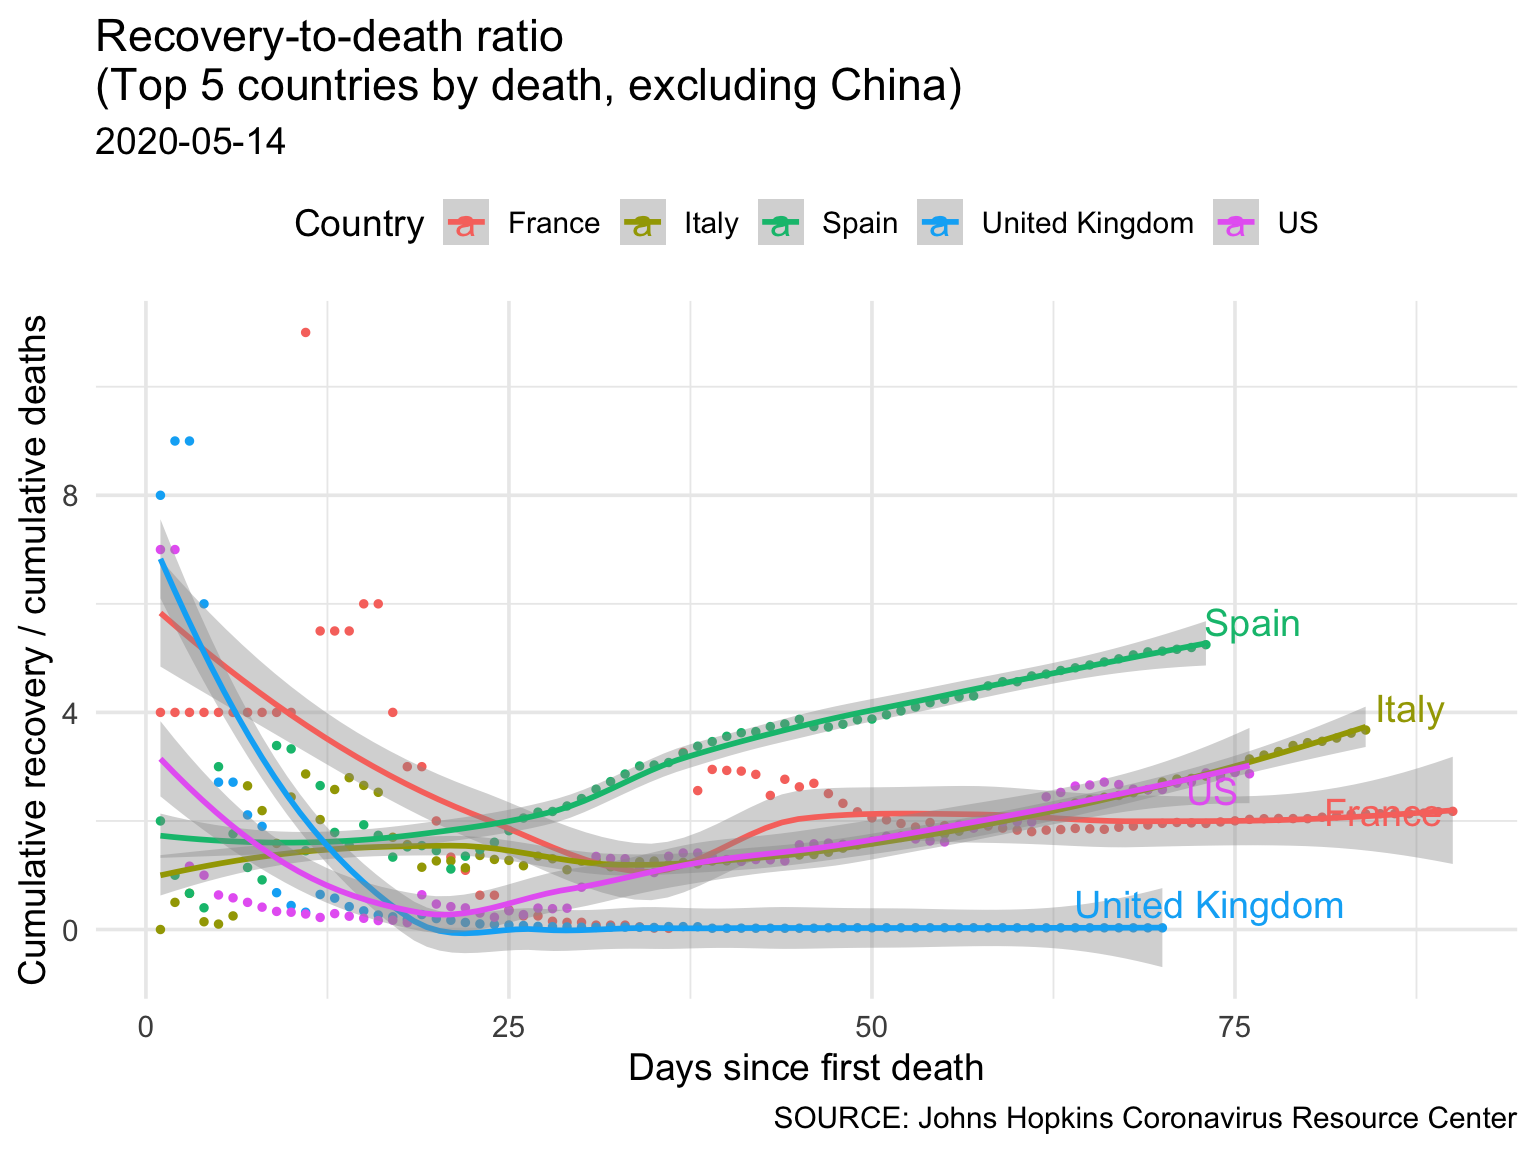 Recovery-to-death ratio
(Top 5 countries by death, excluding China)
2020-05-14
Country a France a Italy a Spain a United Kingdom a US
Cumulative recovery / cumulative deaths
8
4
0
Spain
Italy
US
France
United Kingdom
0 25 50 75
Days since first death
SOURCE: Johns Hopkins Coronavirus Resource Center